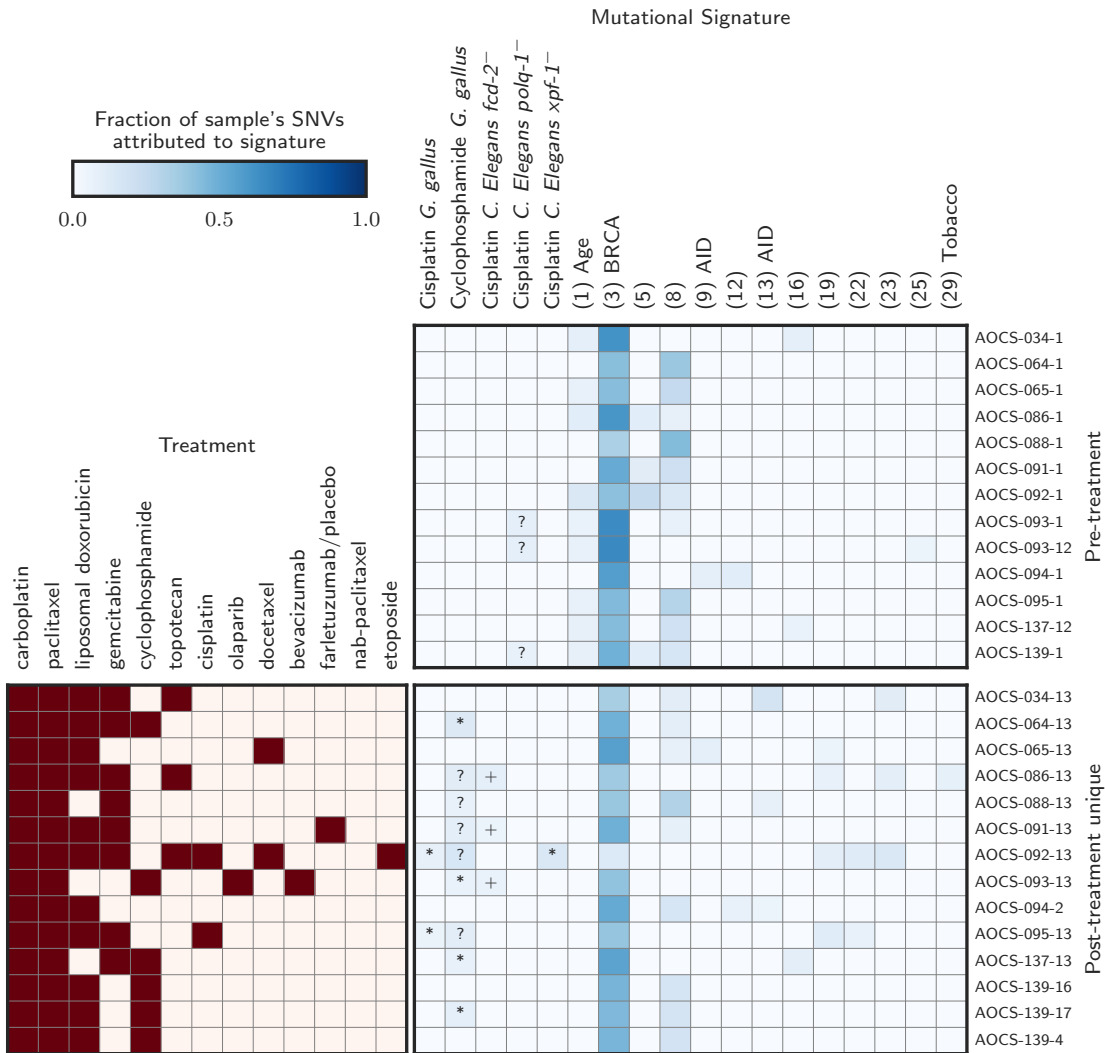 Mutational Signature
Fraction of sample's SNVs
attributed to signature
0.0 0.5 1.0
Cisplatin G. gallus
Cyclophosphamide G. gallus
Cisplatin C. Elegans fcd-2⁻
Cisplatin C. Elegans polq-1⁻
Cisplatin C. Elegans xpf-1⁻
(1) Age
(3) BRCA
(5)
(8)
(9) AID
(12)
(13) AID
(16)
(19)
(22)
(23)
(25)
(29) Tobacco
AOCS-034-1
AOCS-064-1
AOCS-065-1
AOCS-086-1
AOCS-088-1
AOCS-091-1
AOCS-092-1
? AOCS-093-1
? AOCS-093-12
AOCS-094-1
AOCS-095-1
AOCS-137-12
? AOCS-139-1
Pre-treatment
Treatment
carboplatin
paclitaxel
liposomal doxorubicin
gemcitabine
cyclophosphamide
topotecan
cisplatin
olaparib
docetaxel
bevacizumab
farletuzumab/placebo
nab-paclitaxel
etoposide
AOCS-034-13
* AOCS-064-13
AOCS-065-13
? + AOCS-086-13
? AOCS-088-13
? + AOCS-091-13
* ? * AOCS-092-13
* + AOCS-093-13
AOCS-094-2
* ? AOCS-095-13
* AOCS-137-13
AOCS-139-16
* AOCS-139-17
AOCS-139-4
Post-treatment unique